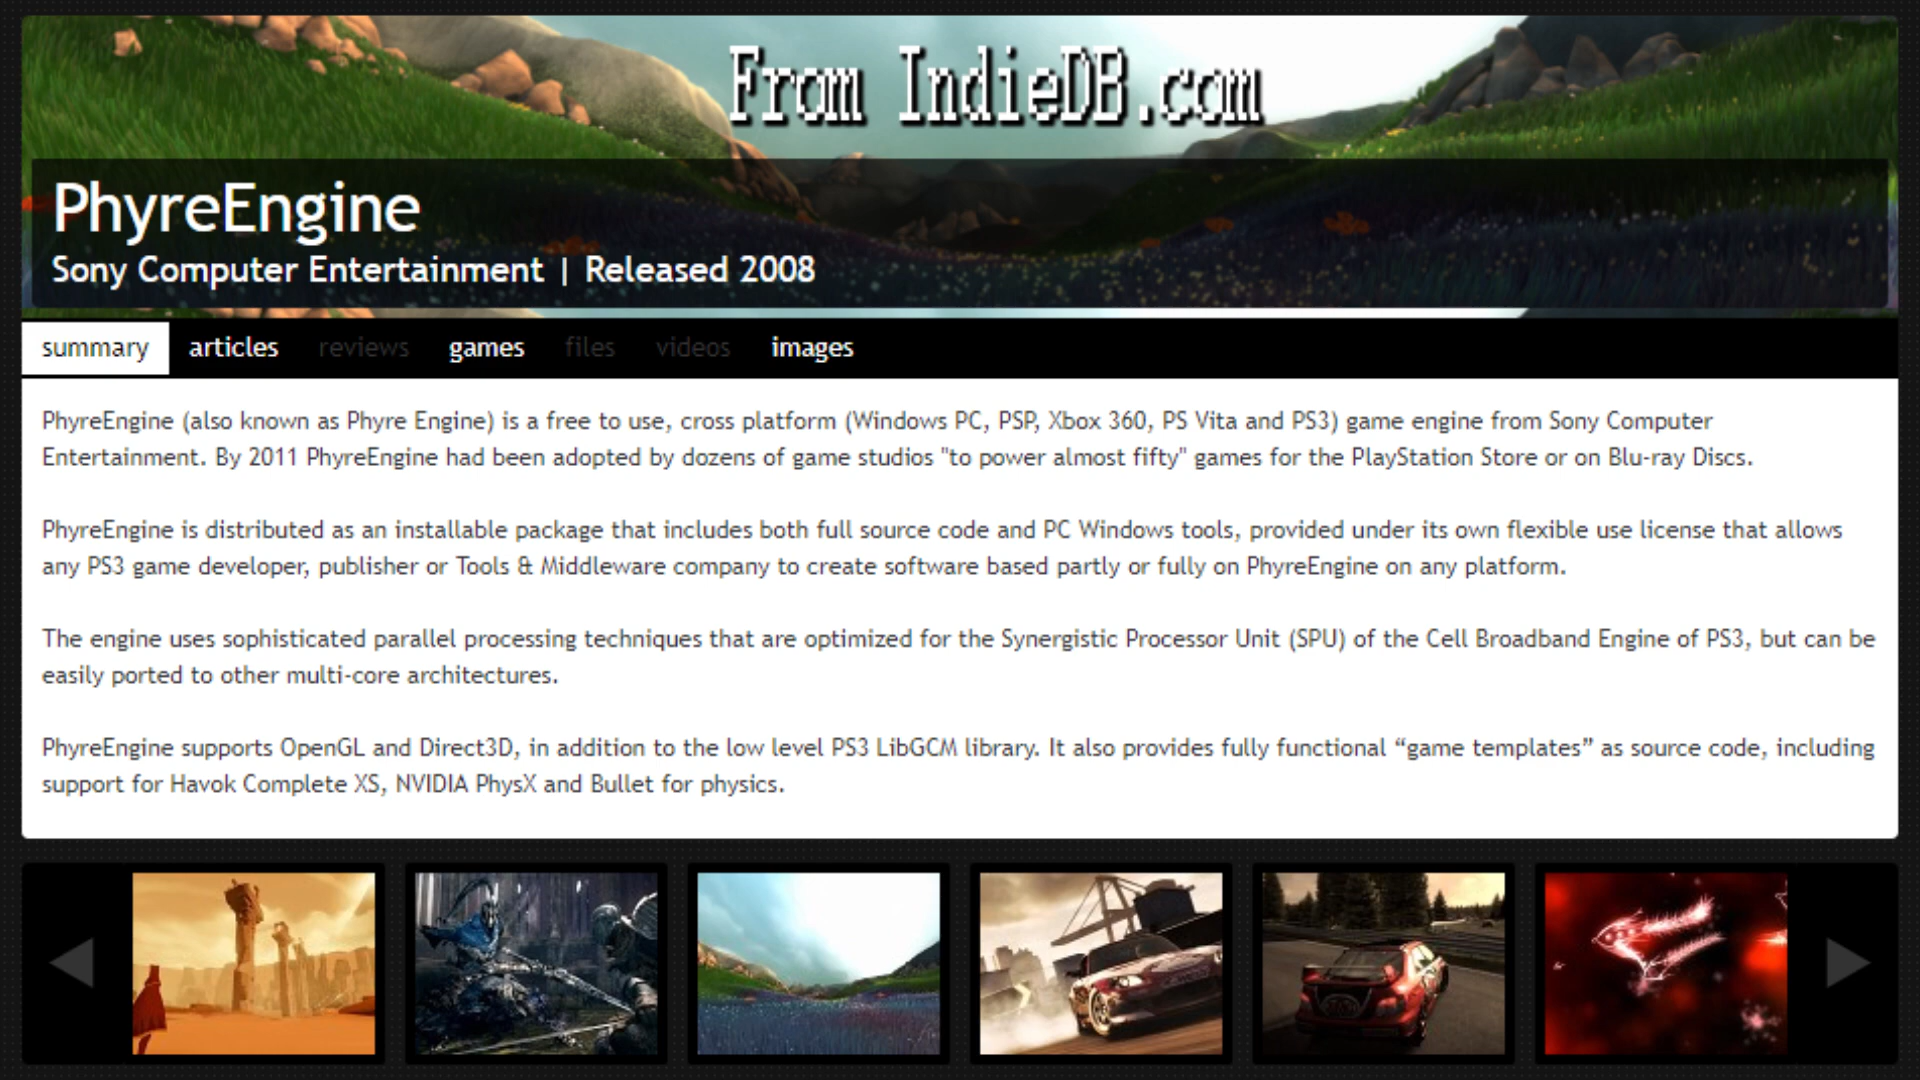 From IndieDB.com
PhyreEngine
Sony Computer Entertainment | Released 2008
summary articles reviews games files videos images
PhyreEngine (also known as Phyre Engine) is a free to use, cross platform (Windows PC, PSP, Xbox 360, PS Vita and PS3) game engine from Sony Computer
Entertainment. By 2011 PhyreEngine had been adopted by dozens of game studios "to power almost fifty" games for the PlayStation Store or on Blu-ray Discs.
PhyreEngine is distributed as an installable package that includes both full source code and PC Windows tools, provided under its own flexible use license that allows
any PS3 game developer, publisher or Tools & Middleware company to create software based partly or fully on PhyreEngine on any platform.
The engine uses sophisticated parallel processing techniques that are optimized for the Synergistic Processor Unit (SPU) of the Cell Broadband Engine of PS3, but can be
easily ported to other multi-core architectures.
PhyreEngine supports OpenGL and Direct3D, in addition to the low level PS3 LibGCM library. It also provides fully functional “game templates” as source code, including
support for Havok Complete XS, NVIDIA PhysX and Bullet for physics.